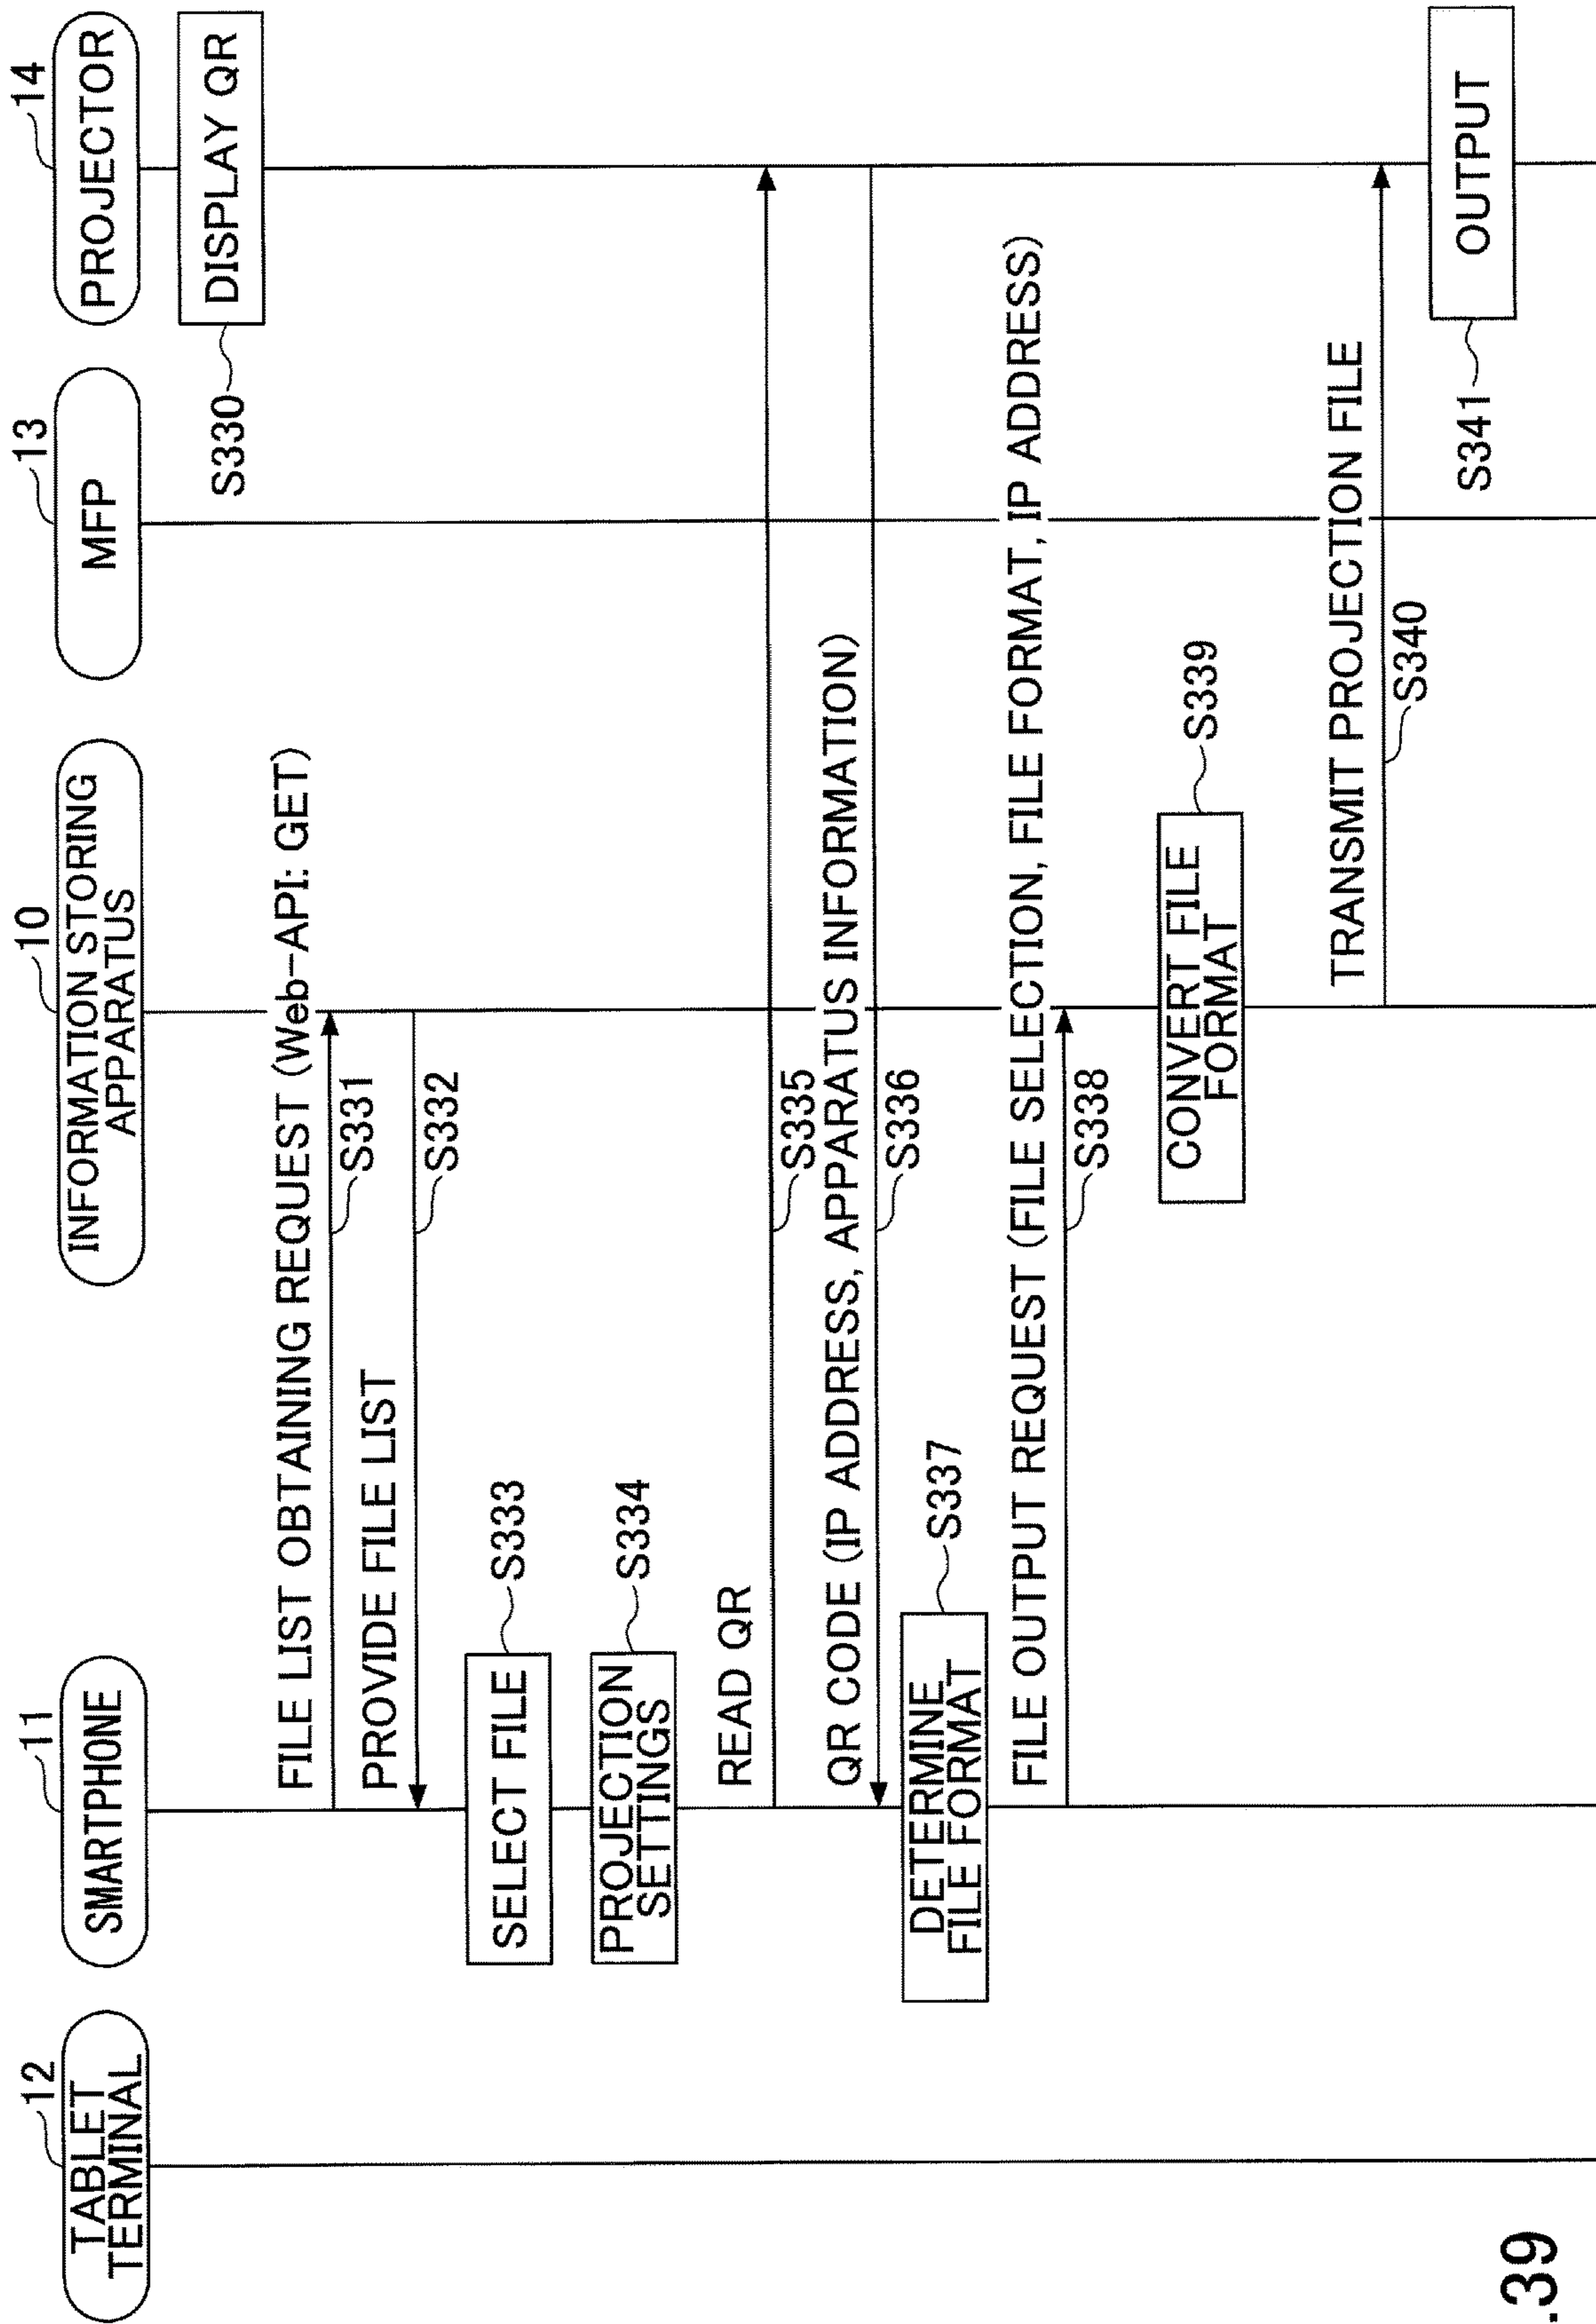 12
TABLET
TERMINAL
11
SMARTPHONE
10
INFORMATION STORING
APPARATUS
13
MFP
14
PROJECTOR
DISPLAY QR
S330
FILE LIST OBTAINING REQUEST (Web-API: GET)
S331
PROVIDE FILE LIST
S332
SELECT FILE
S333
PROJECTION
SETTINGS
S334
READ QR
S335
QR CODE (IP ADDRESS, APPARATUS INFORMATION)
S336
DETERMINE
FILE FORMAT
S337
FILE OUTPUT REQUEST (FILE SELECTION, FILE FORMAT, IP ADDRESS)
S338
CONVERT FILE
FORMAT
S339
TRANSMIT PROJECTION FILE
S340
OUTPUT
S341
.39